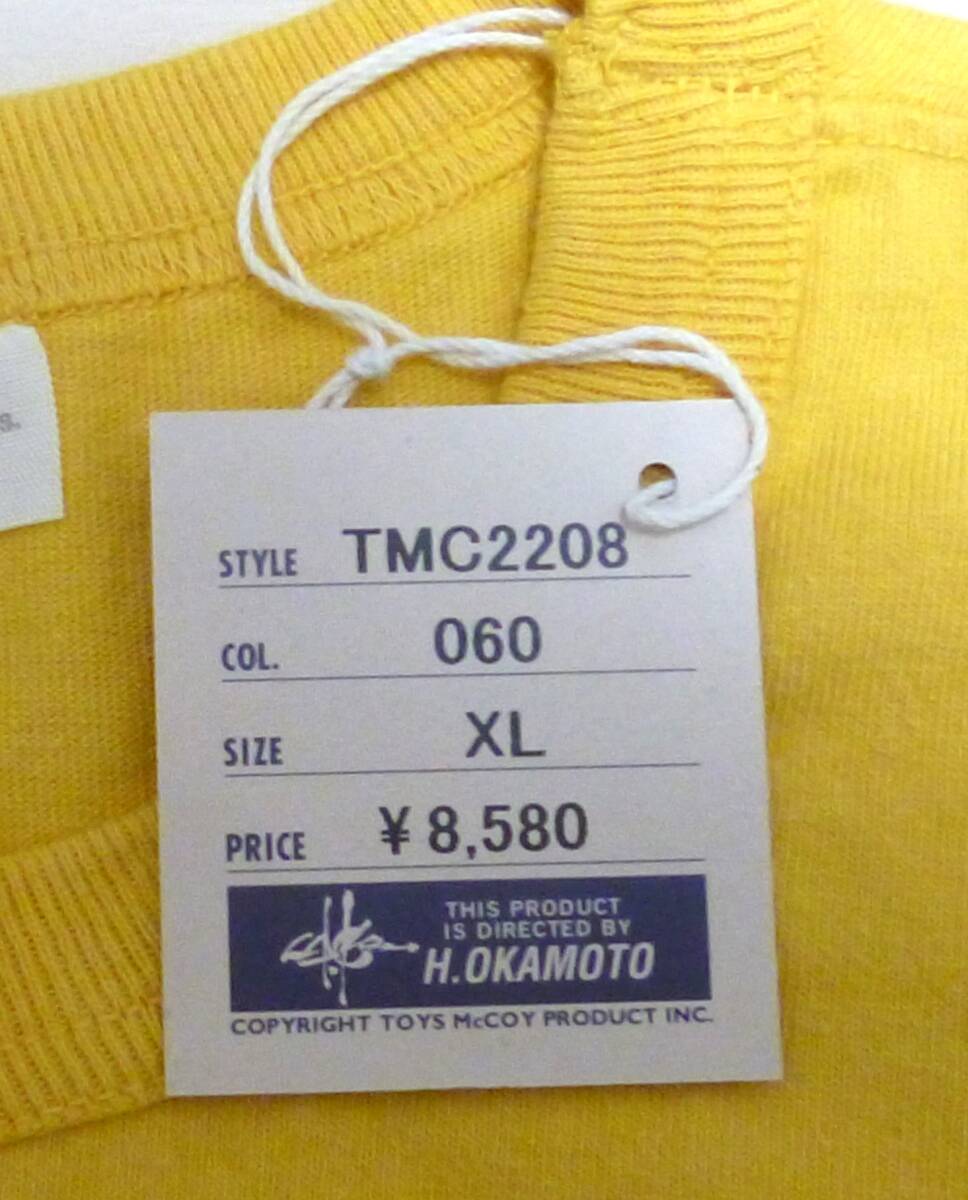 STYLE TMC2208
COL. 060
SIZE XL
PRICE ¥ 8,580
THIS PRODUCT
IS DIRECTED BY
H.OKAMOTO
COPYRIGHT TOYS McCOY PRODUCT INC.